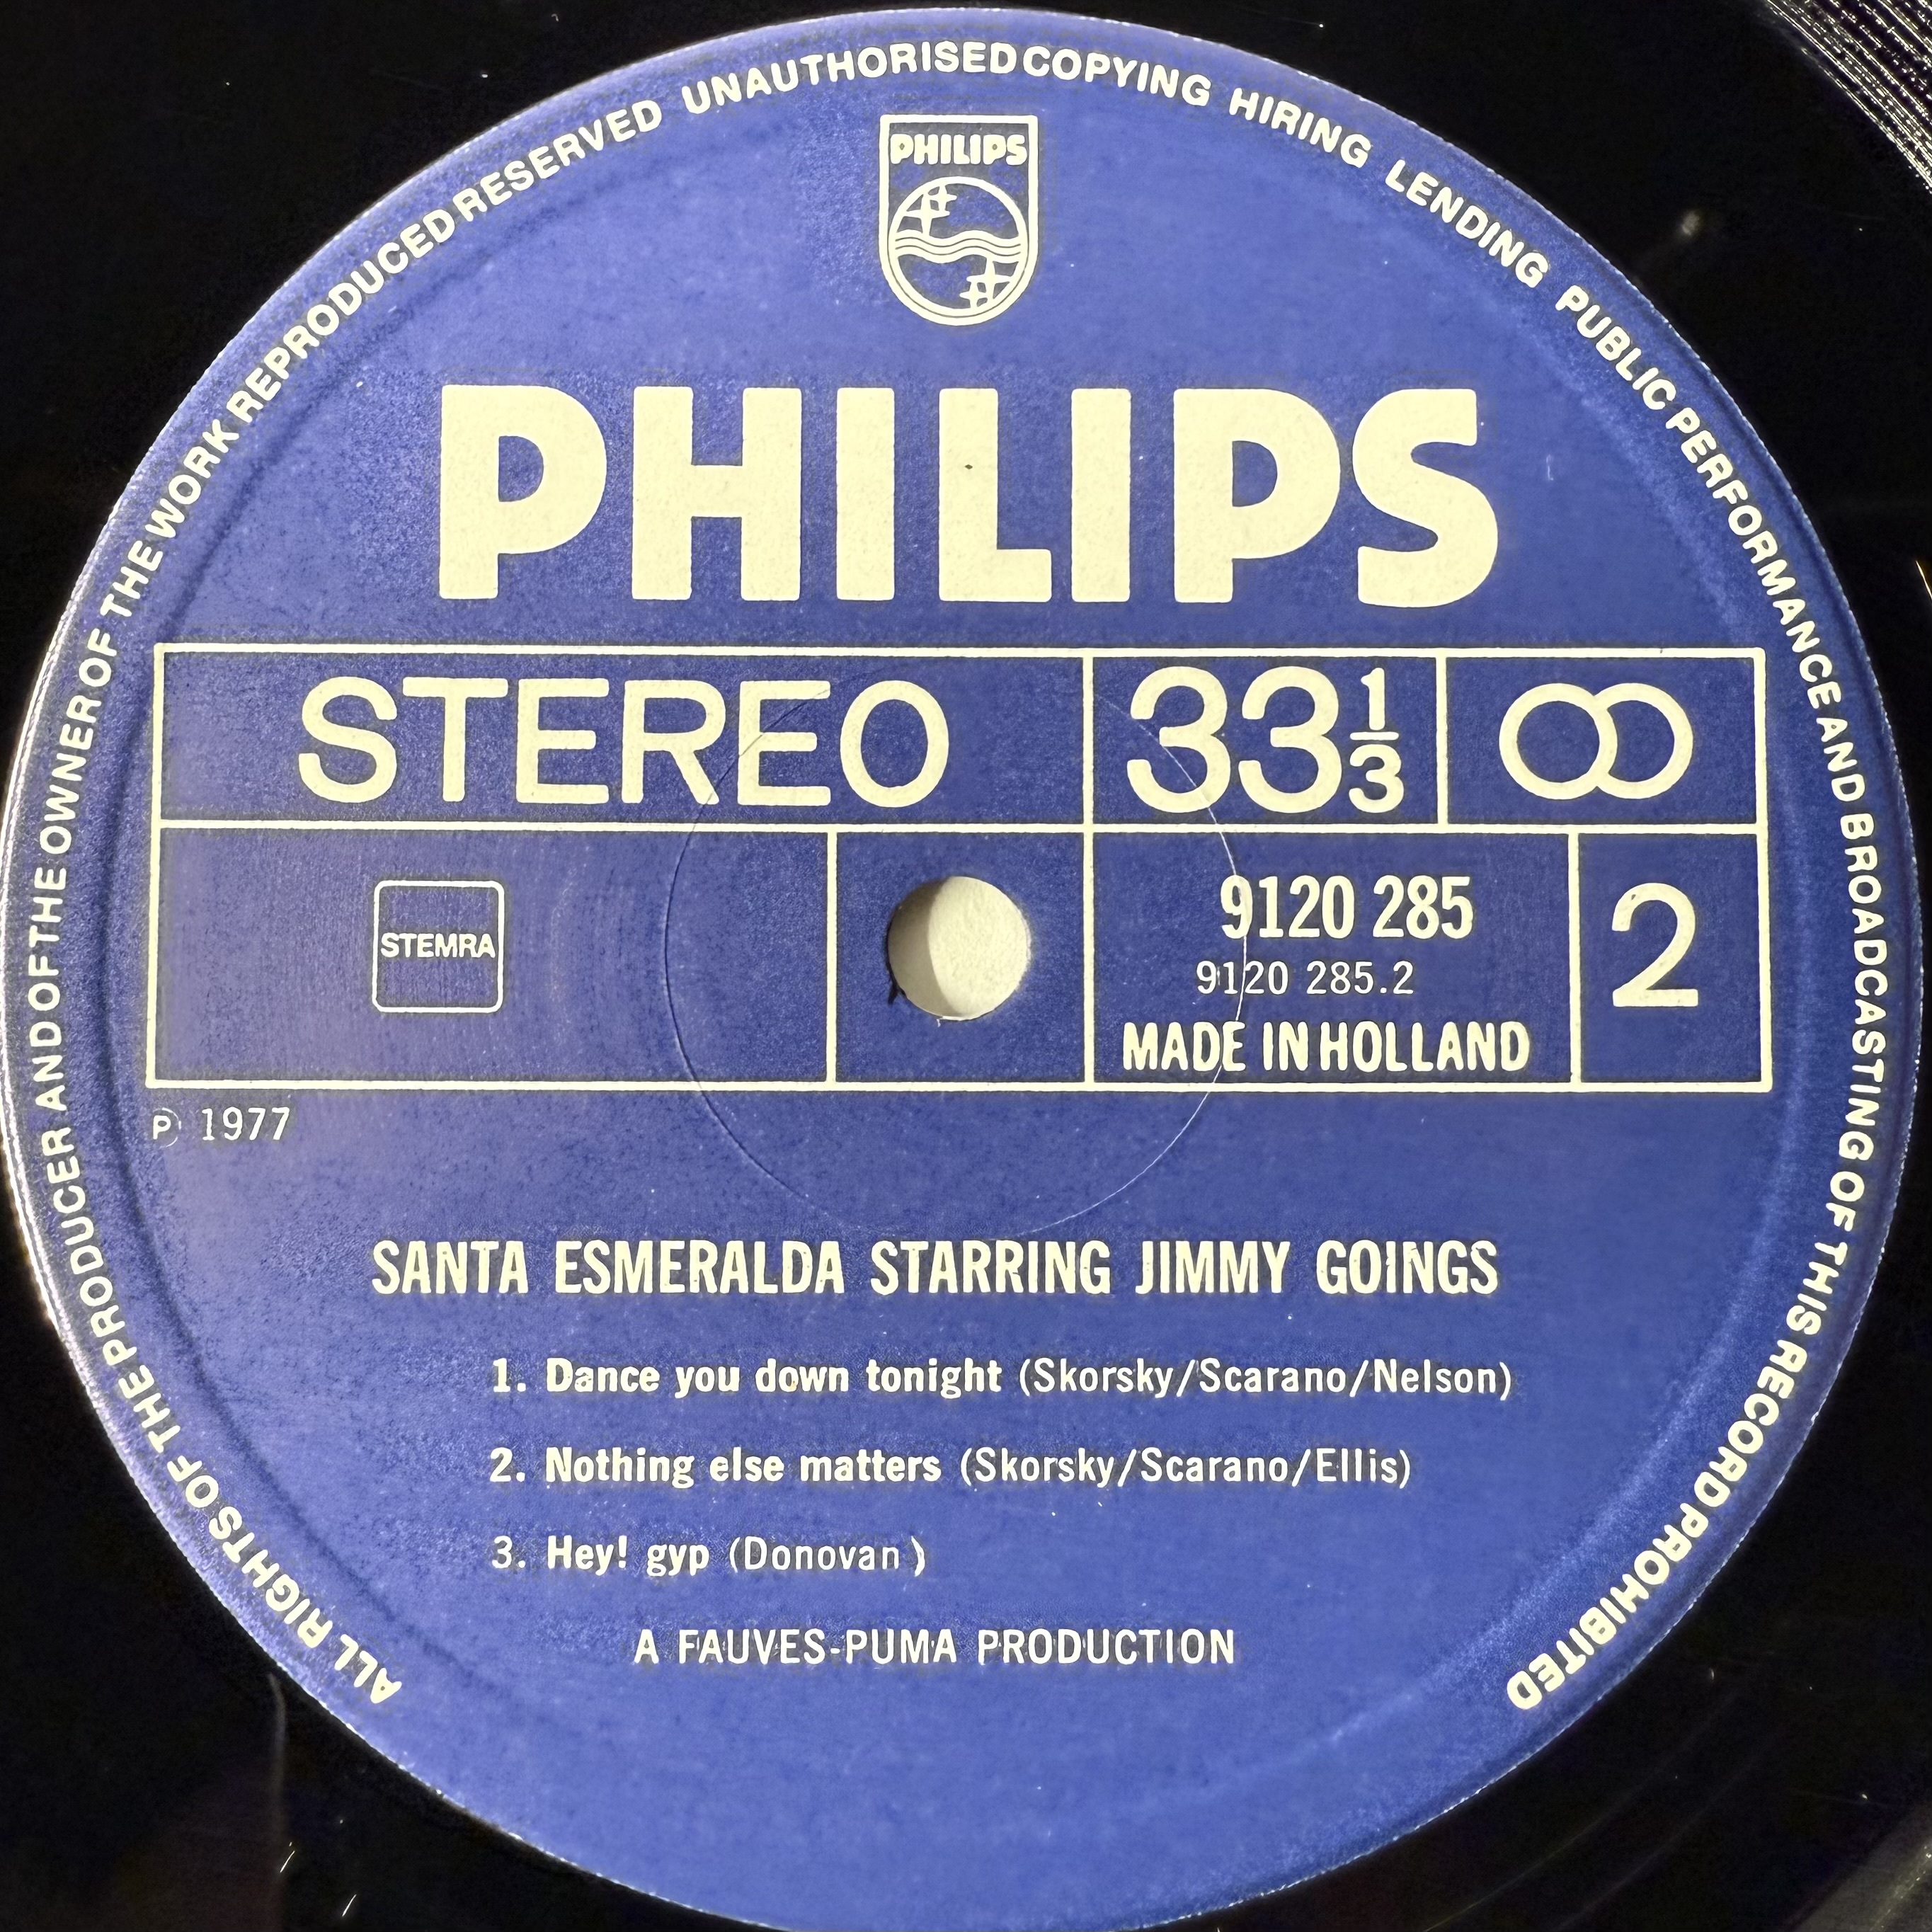 ALL RIGHTS OF THE PRODUCER AND OF THE OWNER OF THE WORK REPRODUCED RESERVED UNAUTHORISED COPYING HIRING LENDING PUBLIC PERFORMANCE AND BROADCASTING OF THIS RECORD PROHIBITED
PHILIPS
PHILIPS
STEREO 33 1/3
STEMRA
9120 285 2
9120 285.2
MADE IN HOLLAND
℗ 1977
SANTA ESMERALDA STARRING JIMMY GOINGS
1. Dance you down tonight (Skorsky/Scarano/Nelson)
2. Nothing else matters (Skorsky/Scarano/Ellis)
3. Hey! gyp (Donovan)
A FAUVES-PUMA PRODUCTION